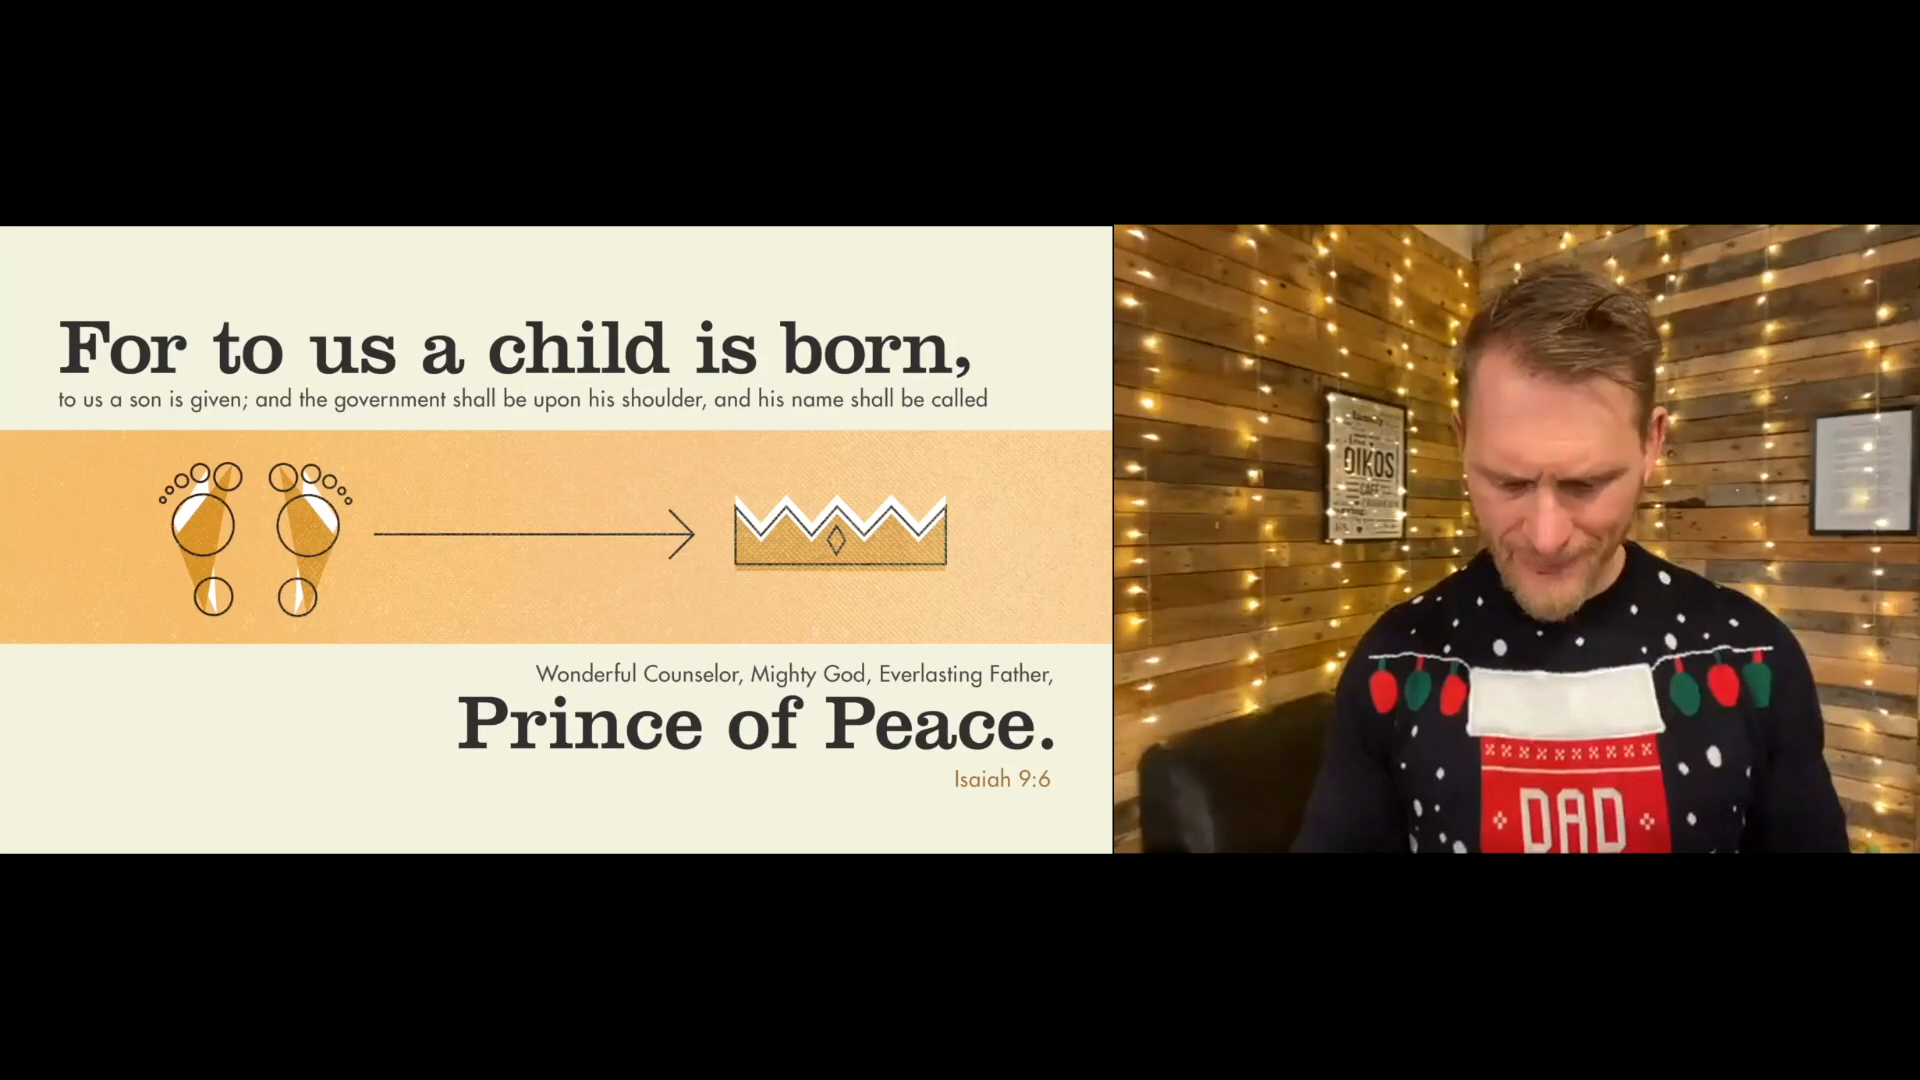 For to us a child is born,
to us a son is given; and the government shall be upon his shoulder, and his name shall be called
Wonderful Counselor, Mighty God, Everlasting Father,
Prince of Peace.
Isaiah 9:6
OIKOS
CAFE
DAD